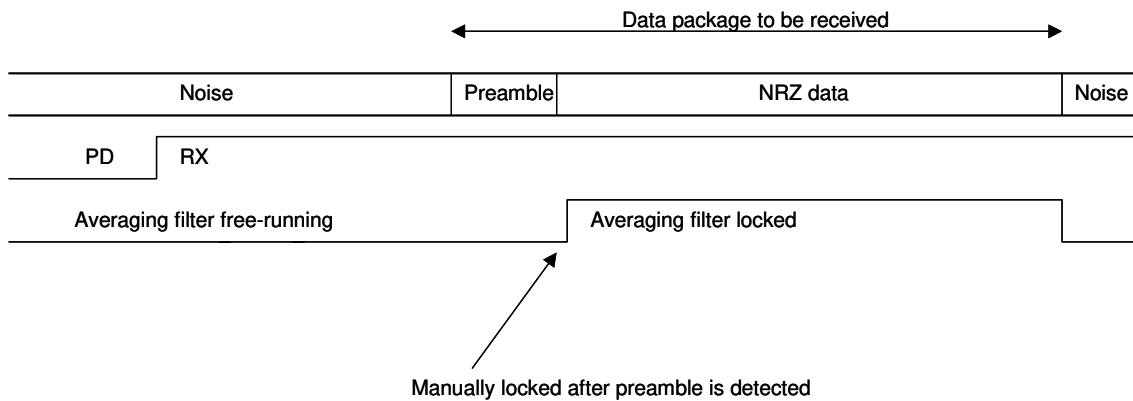 Data package to be received
Noise Preamble NRZ data Noise
PD RX
Averaging filter free-running Averaging filter locked
Manually locked after preamble is detected